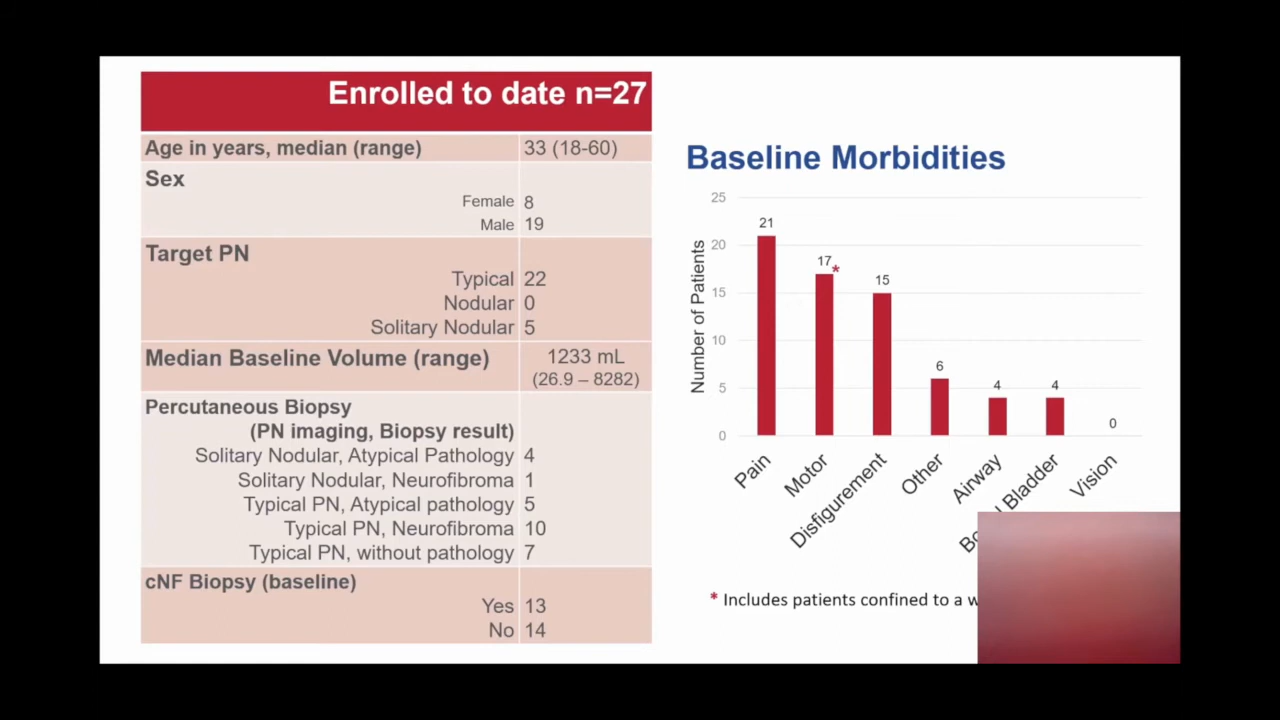 Enrolled to date n=27
Age in years, median (range) 33 (18-60)
Sex
Female 8
Male 19
Target PN
Typical 22
Nodular 0
Solitary Nodular 5
Median Baseline Volume (range) 1233 mL
(26.9 – 8282)
Percutaneous Biopsy
(PN imaging, Biopsy result)
Solitary Nodular, Atypical Pathology 4
Solitary Nodular, Neurofibroma 1
Typical PN, Atypical pathology 5
Typical PN, Neurofibroma 10
Typical PN, without pathology 7
cNF Biopsy (baseline)
Yes 13
No 14
Baseline Morbidities
Number of Patients
25
20
15
10
5
0
21
17*
15
6
4
4
0
Pain
Motor
Disfigurement
Other
Airway
Bladder
Vision
* Includes patients confined to a